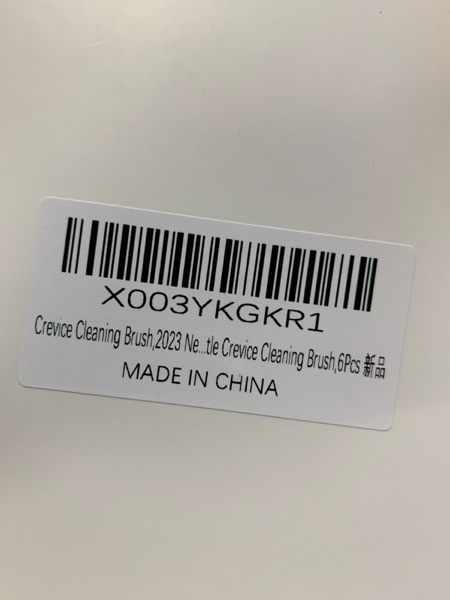 X003YKGKR1
Crevice Cleaning Brush,2023 Ne...tle Crevice Cleaning Brush,6Pcs 新品
MADE IN CHINA